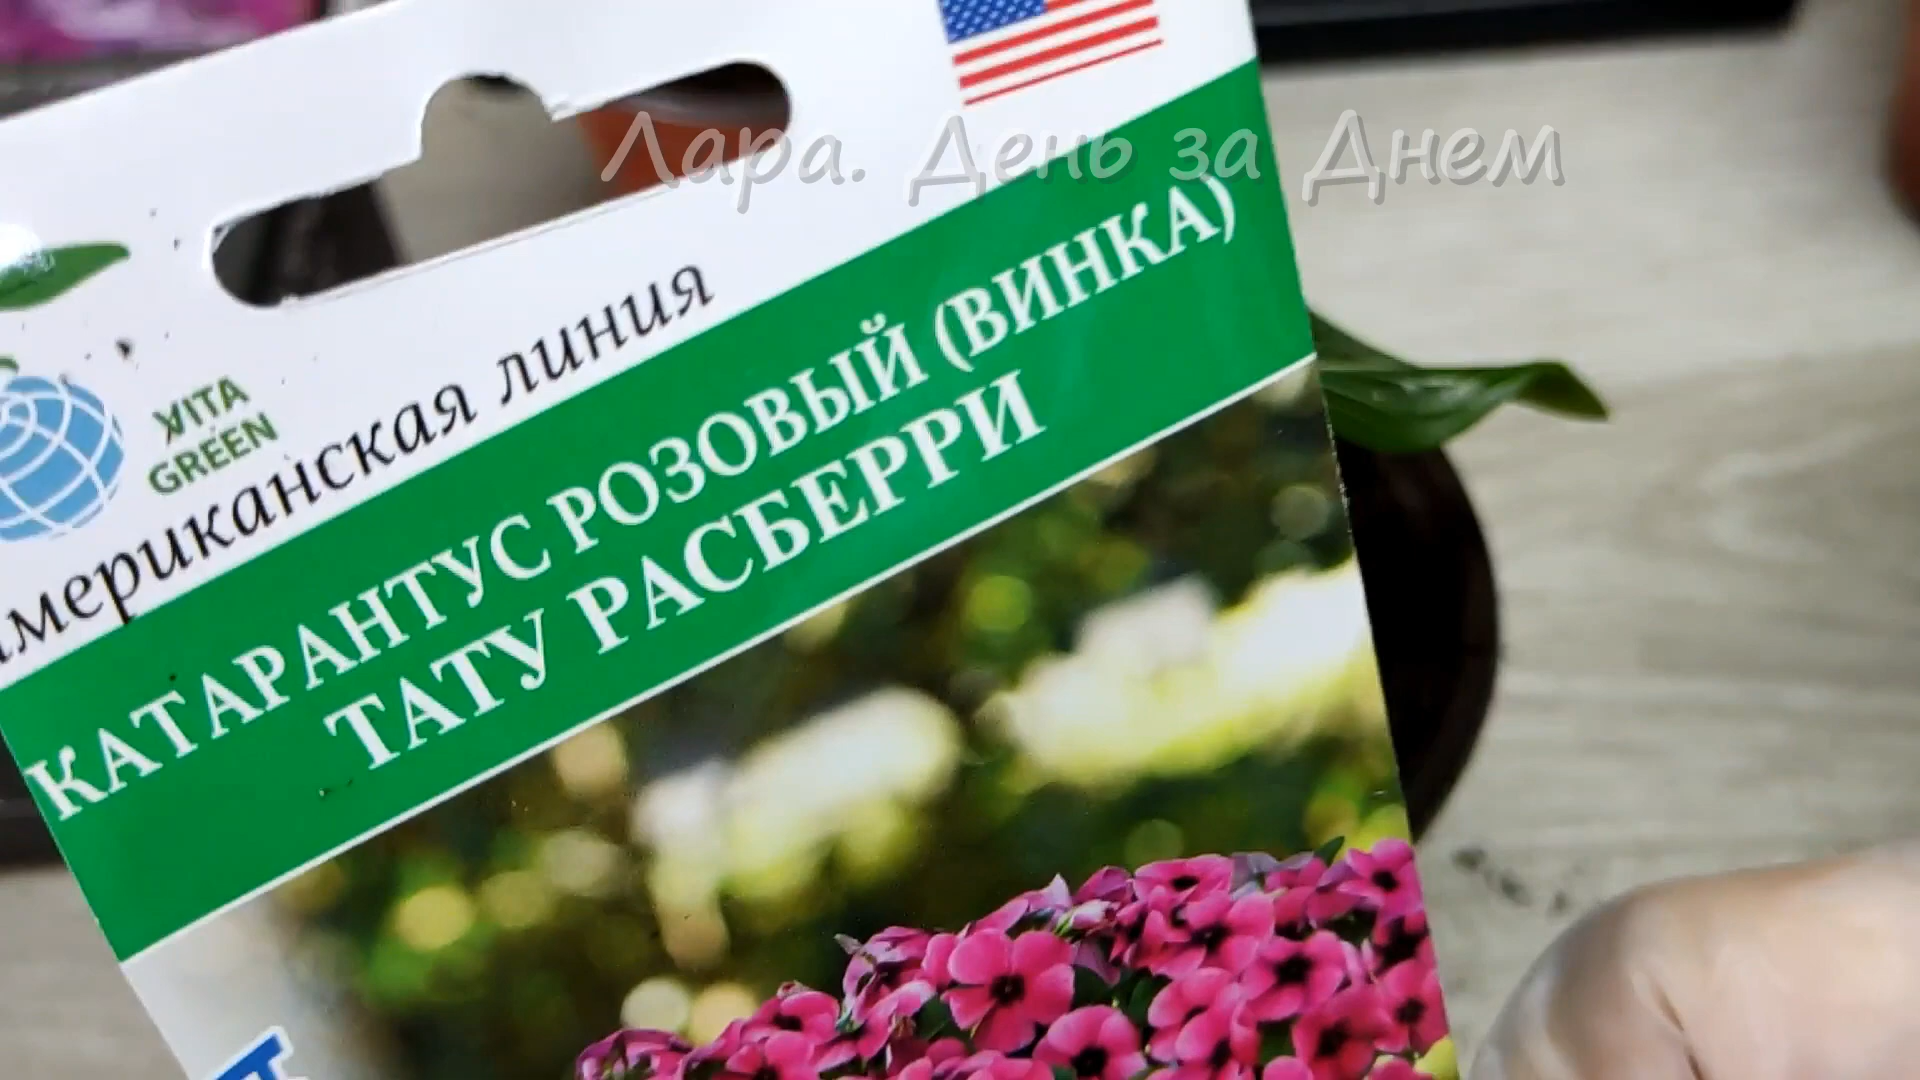 Лара. День за Днем
VITA
GREEN
американская линия
КАТАРАНТУС РОЗОВЫЙ (ВИНКА)
ТАТУ РАСБЕРРИ